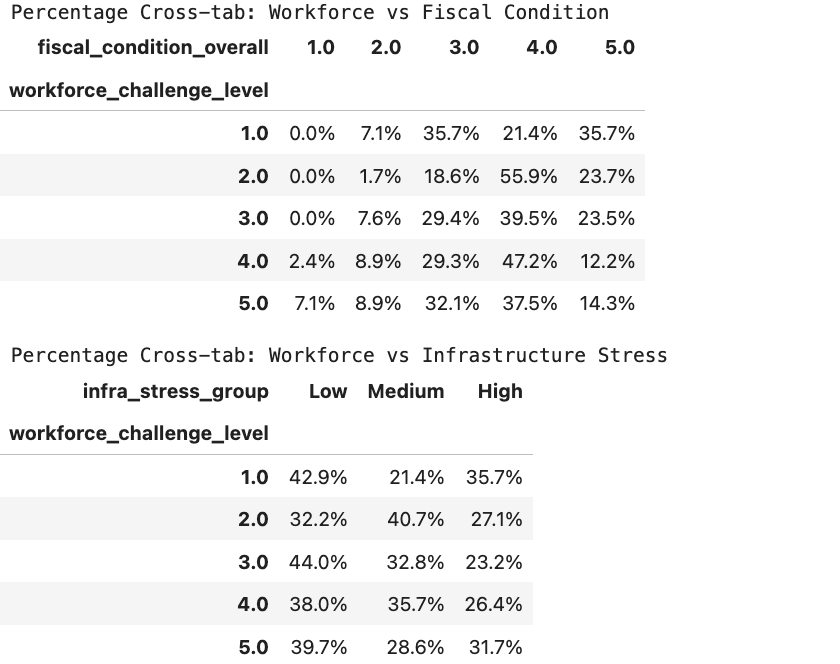 Percentage Cross-tab: Workforce vs Fiscal Condition
fiscal_condition_overall 1.0 2.0 3.0 4.0 5.0
workforce_challenge_level
1.0 0.0% 7.1% 35.7% 21.4% 35.7%
2.0 0.0% 1.7% 18.6% 55.9% 23.7%
3.0 0.0% 7.6% 29.4% 39.5% 23.5%
4.0 2.4% 8.9% 29.3% 47.2% 12.2%
5.0 7.1% 8.9% 32.1% 37.5% 14.3%
Percentage Cross-tab: Workforce vs Infrastructure Stress
infra_stress_group Low Medium High
workforce_challenge_level
1.0 42.9% 21.4% 35.7%
2.0 32.2% 40.7% 27.1%
3.0 44.0% 32.8% 23.2%
4.0 38.0% 35.7% 26.4%
5.0 39.7% 28.6% 31.7%